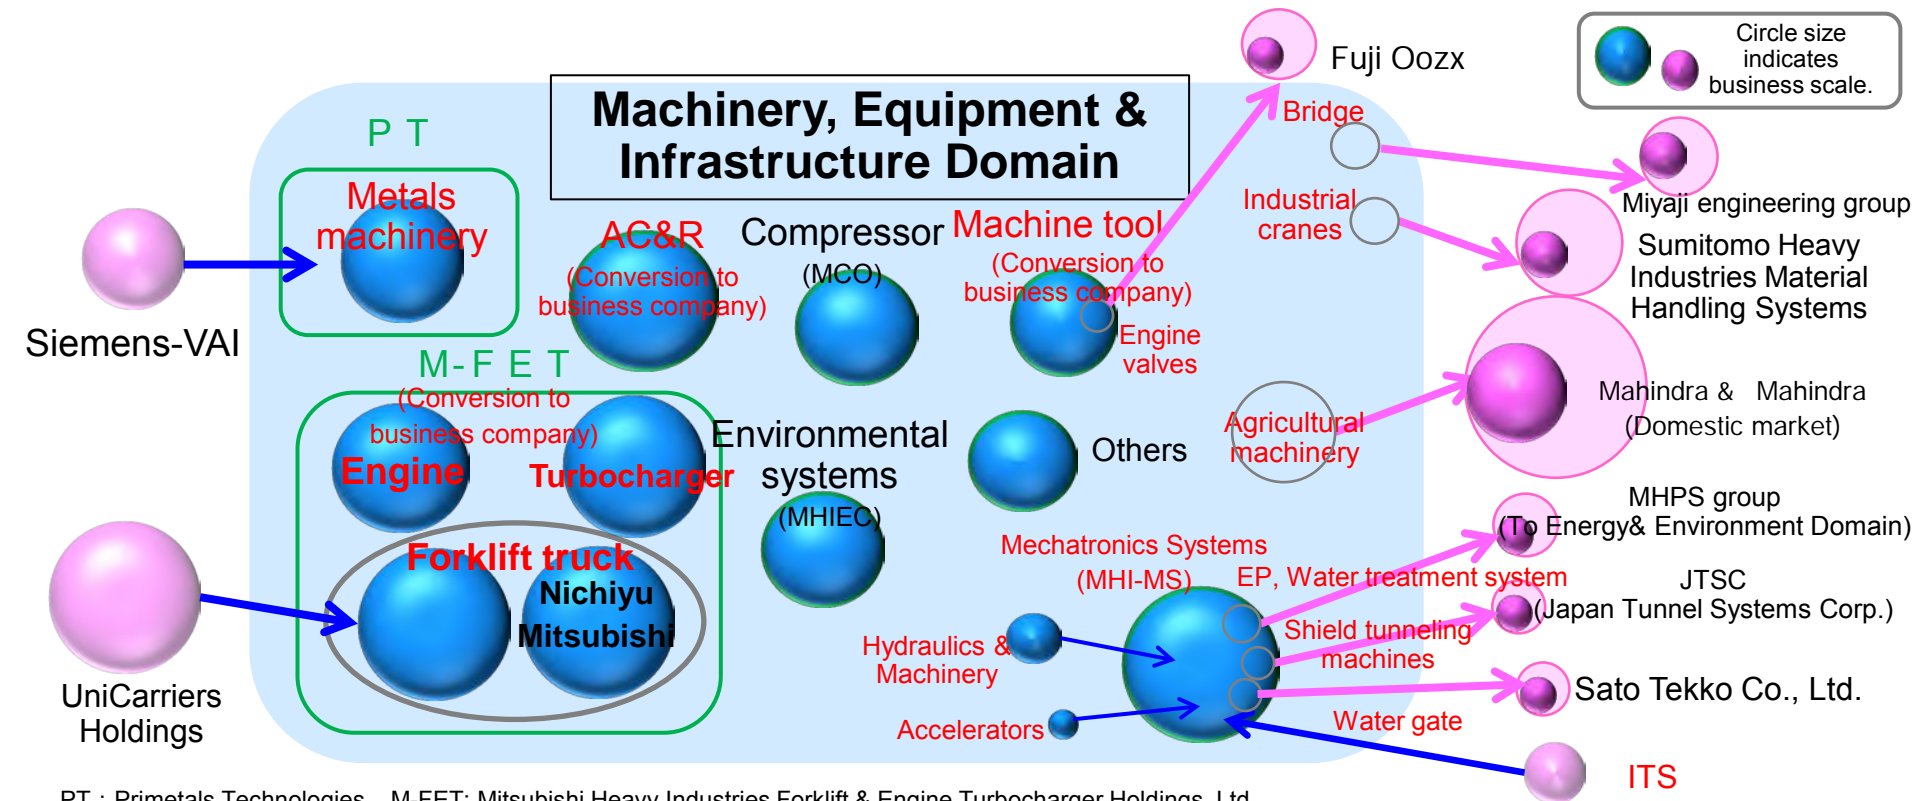 Machinery, Equipment &
Infrastructure Domain
Circle size
indicates
business scale.
Fuji Oozx
Bridge
Miyaji engineering group
Industrial
cranes
Sumitomo Heavy
Industries Material
Handling Systems
P T
Metals
machinery
Siemens-VAI
AC&R
(Conversion to
business company)
Compressor
(MCO)
Machine tool
(Conversion to
business company)
Engine
valves
M-F E T
(Conversion to
business company)
Engine
Turbocharger
Forklift truck
Nichiyu
Mitsubishi
UniCarriers
Holdings
Environmental
systems
(MHIEC)
Others
Agricultural
machinery
Mahindra & Mahindra
(Domestic market)
Mechatronics Systems
(MHI-MS)
EP, Water treatment system
MHPS group
(To Energy& Environment Domain)
Hydraulics &
Machinery
Shield tunneling
machines
JTSC
(Japan Tunnel Systems Corp.)
Accelerators
Water gate
Sato Tekko Co., Ltd.
ITS
PT : Primetals Technologies M-FET: Mitsubishi Heavy Industries Forklift & Engine Turbocharger Holdings, Ltd.